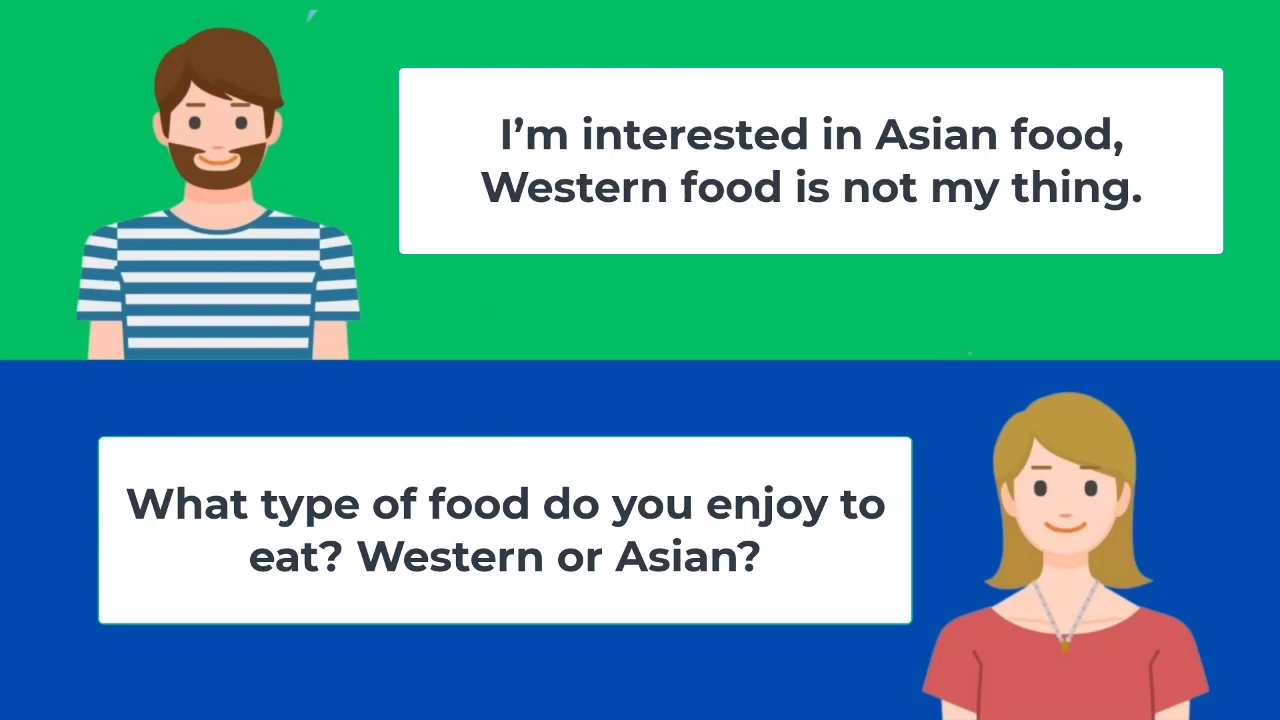 I’m interested in Asian food,
Western food is not my thing.
What type of food do you enjoy to
eat? Western or Asian?